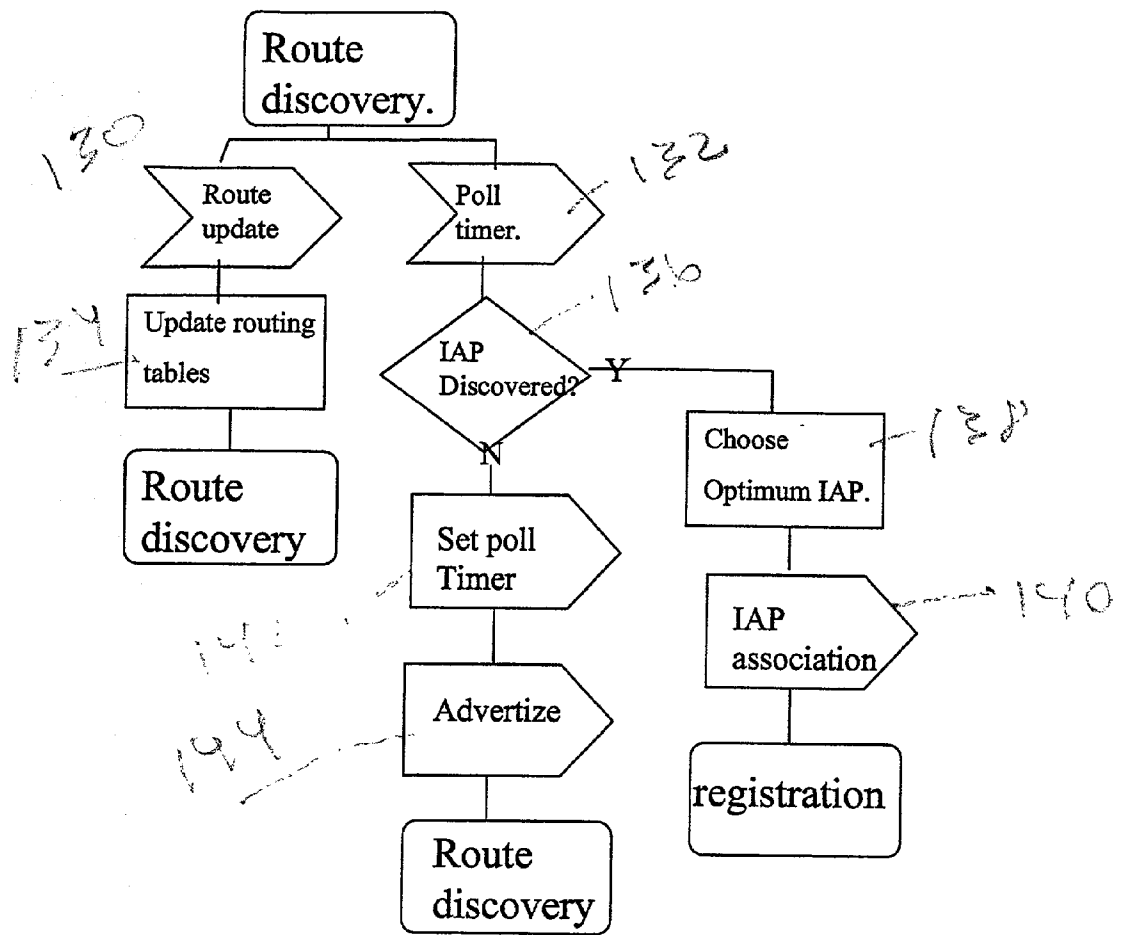 Route
discovery.
130
Route
update
Poll
timer.
132
136
134
Update routing
tables
IAP
Discovered?
Y
N
Choose
Optimum IAP.
138
Route
discovery
Set poll
Timer
IAP
association
140
Advertize
144
registration
Route
discovery